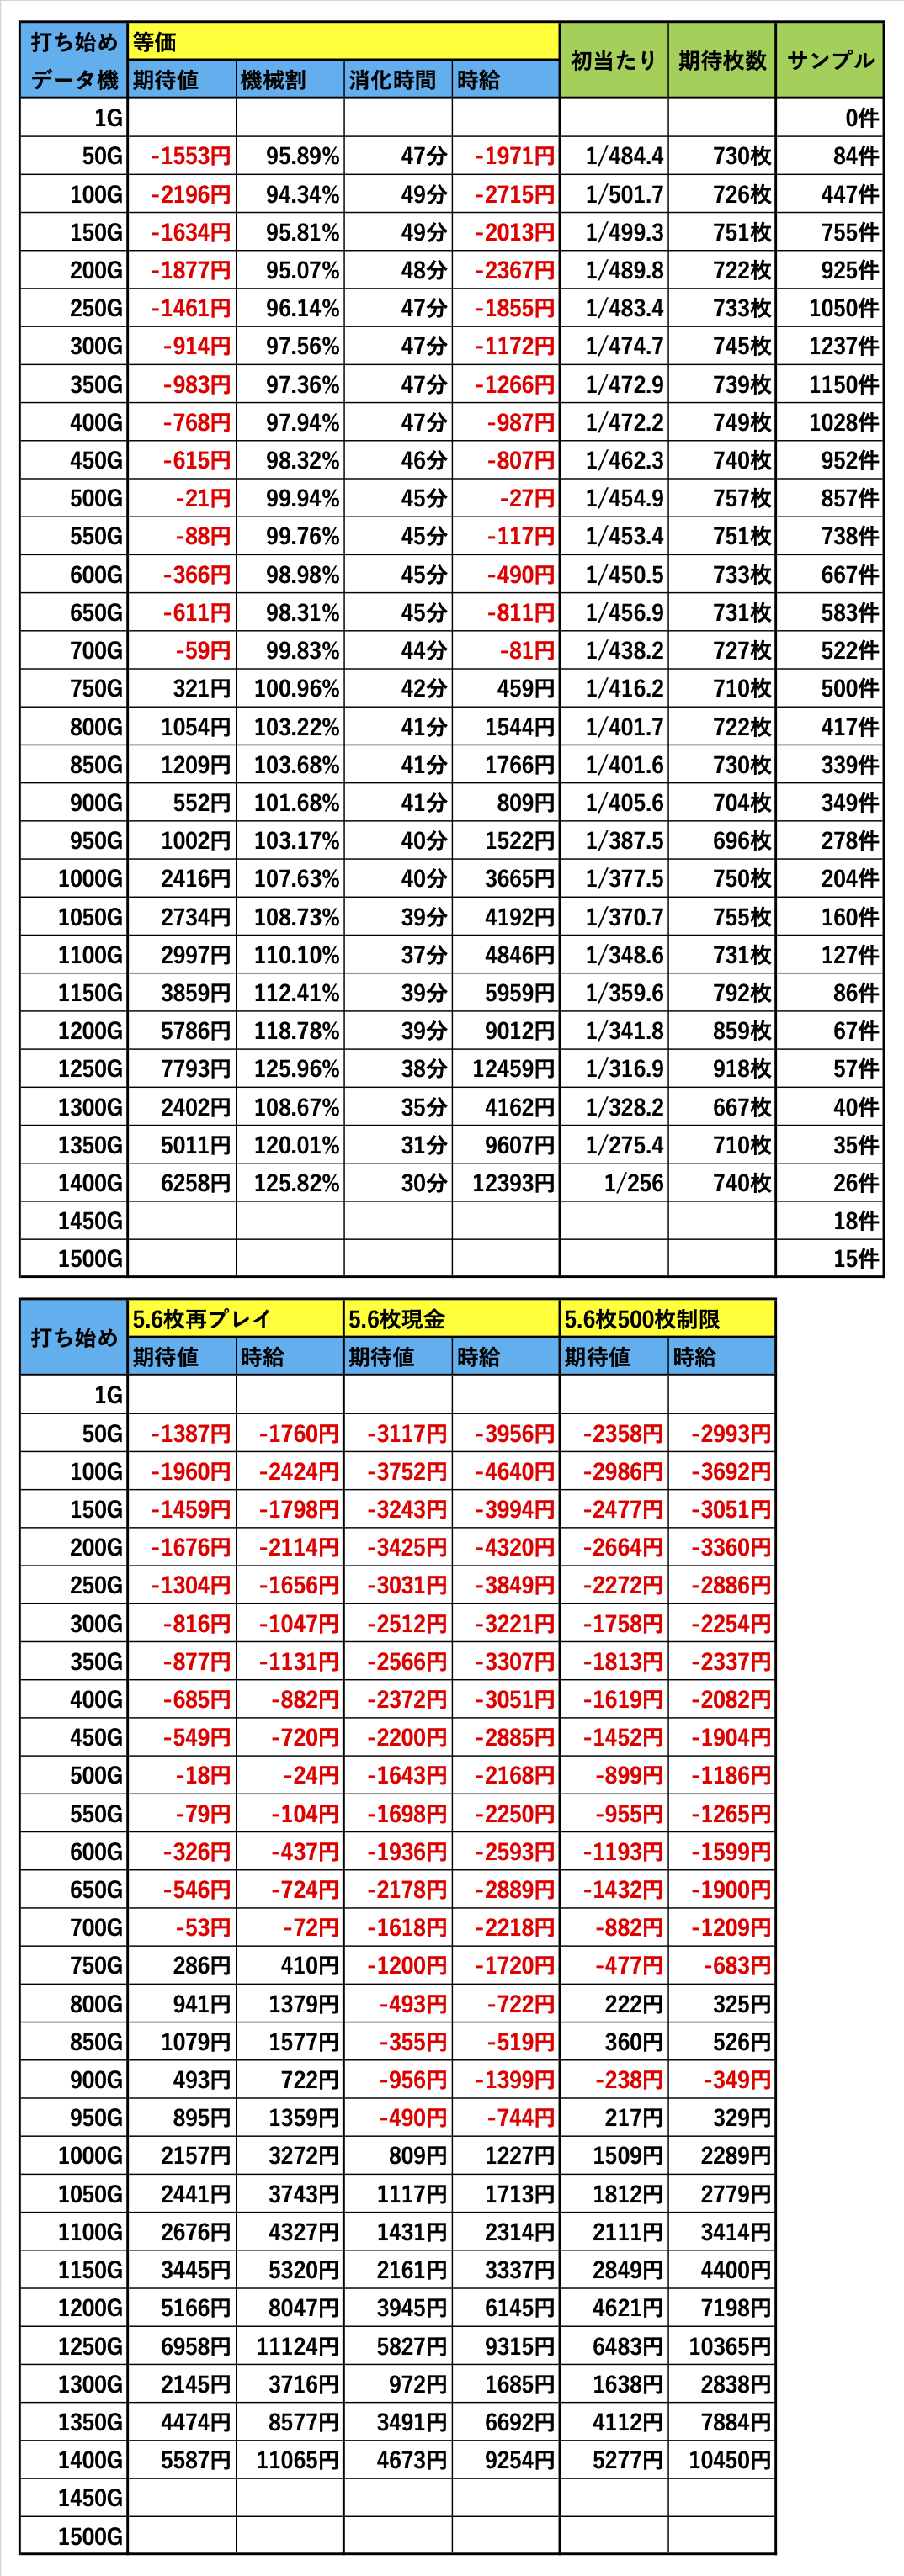 打ち始め 等価 初当たり 期待枚数 サンプル
データ機 期待値 機械割 消化時間 時給
1G 0件
50G -1553円 95.89% 47分 -1971円 1/484.4 730枚 84件
100G -2196円 94.34% 49分 -2715円 1/501.7 726枚 447件
150G -1634円 95.81% 49分 -2013円 1/499.3 751枚 755件
200G -1877円 95.07% 48分 -2367円 1/489.8 722枚 925件
250G -1461円 96.14% 47分 -1855円 1/483.4 733枚 1050件
300G -914円 97.56% 47分 -1172円 1/474.7 745枚 1237件
350G -983円 97.36% 47分 -1266円 1/472.9 739枚 1150件
400G -768円 97.94% 47分 -987円 1/472.2 749枚 1028件
450G -615円 98.32% 46分 -807円 1/462.3 740枚 952件
500G -21円 99.94% 45分 -27円 1/454.9 757枚 857件
550G -88円 99.76% 45分 -117円 1/453.4 751枚 738件
600G -366円 98.98% 45分 -490円 1/450.5 733枚 667件
650G -611円 98.31% 45分 -811円 1/456.9 731枚 583件
700G -59円 99.83% 44分 -81円 1/438.2 727枚 522件
750G 321円 100.96% 42分 459円 1/416.2 710枚 500件
800G 1054円 103.22% 41分 1544円 1/401.7 722枚 417件
850G 1209円 103.68% 41分 1766円 1/401.6 730枚 339件
900G 552円 101.68% 41分 809円 1/405.6 704枚 349件
950G 1002円 103.17% 40分 1522円 1/387.5 696枚 278件
1000G 2416円 107.63% 40分 3665円 1/377.5 750枚 204件
1050G 2734円 108.73% 39分 4192円 1/370.7 755枚 160件
1100G 2997円 110.10% 37分 4846円 1/348.6 731枚 127件
1150G 3859円 112.41% 39分 5959円 1/359.6 792枚 86件
1200G 5786円 118.78% 39分 9012円 1/341.8 859枚 67件
1250G 7793円 125.96% 38分 12459円 1/316.9 918枚 57件
1300G 2402円 108.67% 35分 4162円 1/328.2 667枚 40件
1350G 5011円 120.01% 31分 9607円 1/275.4 710枚 35件
1400G 6258円 125.82% 30分 12393円 1/256 740枚 26件
1450G 18件
1500G 15件
打ち始め 5.6枚再プレイ 5.6枚現金 5.6枚500枚制限
期待値 時給 期待値 時給 期待値 時給
1G
50G -1387円 -1760円 -3117円 -3956円 -2358円 -2993円
100G -1960円 -2424円 -3752円 -4640円 -2986円 -3692円
150G -1459円 -1798円 -3243円 -3994円 -2477円 -3051円
200G -1676円 -2114円 -3425円 -4320円 -2664円 -3360円
250G -1304円 -1656円 -3031円 -3849円 -2272円 -2886円
300G -816円 -1047円 -2512円 -3221円 -1758円 -2254円
350G -877円 -1131円 -2566円 -3307円 -1813円 -2337円
400G -685円 -882円 -2372円 -3051円 -1619円 -2082円
450G -549円 -720円 -2200円 -2885円 -1452円 -1904円
500G -18円 -24円 -1643円 -2168円 -899円 -1186円
550G -79円 -104円 -1698円 -2250円 -955円 -1265円
600G -326円 -437円 -1936円 -2593円 -1193円 -1599円
650G -546円 -724円 -2178円 -2889円 -1432円 -1900円
700G -53円 -72円 -1618円 -2218円 -882円 -1209円
750G 286円 410円 -1200円 -1720円 -477円 -683円
800G 941円 1379円 -493円 -722円 222円 325円
850G 1079円 1577円 -355円 -519円 360円 526円
900G 493円 722円 -956円 -1399円 -238円 -349円
950G 895円 1359円 -490円 -744円 217円 329円
1000G 2157円 3272円 809円 1227円 1509円 2289円
1050G 2441円 3743円 1117円 1713円 1812円 2779円
1100G 2676円 4327円 1431円 2314円 2111円 3414円
1150G 3445円 5320円 2161円 3337円 2849円 4400円
1200G 5166円 8047円 3945円 6145円 4621円 7198円
1250G 6958円 11124円 5827円 9315円 6483円 10365円
1300G 2145円 3716円 972円 1685円 1638円 2838円
1350G 4474円 8577円 3491円 6692円 4112円 7884円
1400G 5587円 11065円 4673円 9254円 5277円 10450円
1450G
1500G